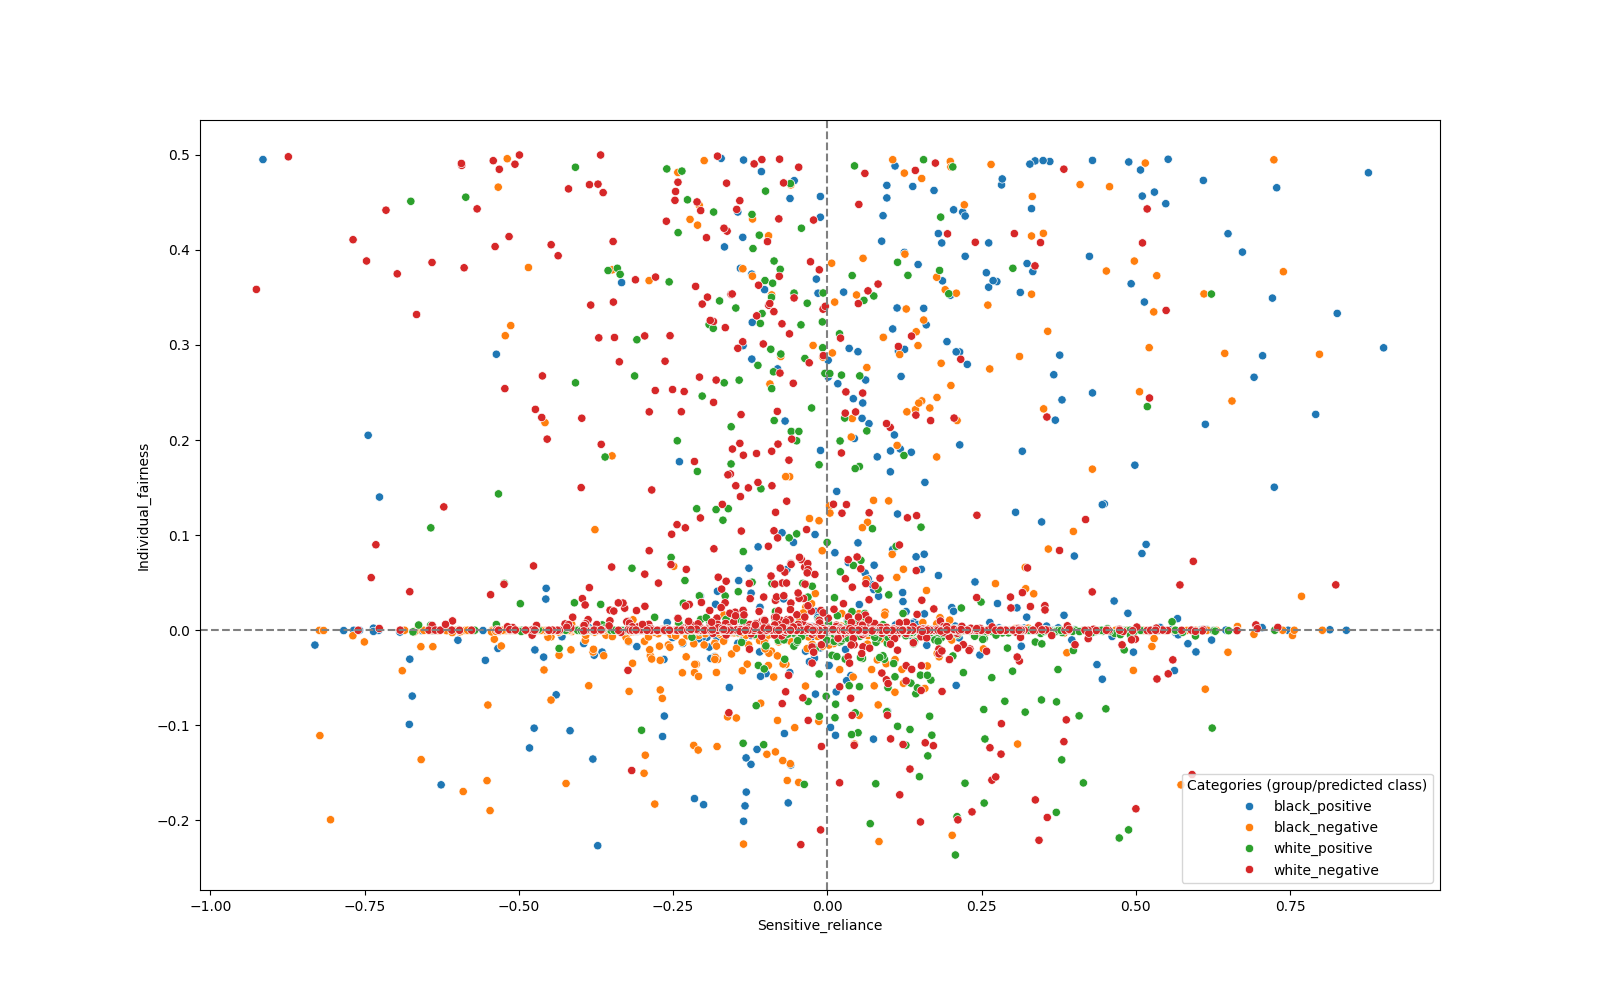 0.5
0.4
0.3
0.2
0.1
0.0
−0.1
−0.2
Individual_fairness
−1.00 −0.75 −0.50 −0.25 0.00 0.25 0.50 0.75
Sensitive_reliance
Categories (group/predicted class)
black_positive
black_negative
white_positive
white_negative